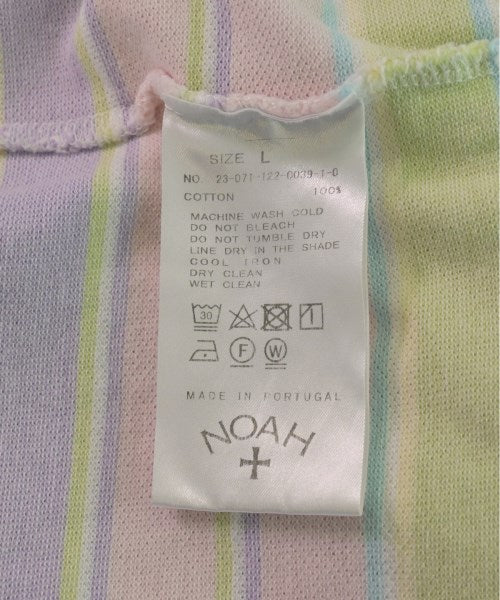 SIZE L
NO. 23-071-122-0039-1-0
COTTON 100%
MACHINE WASH COLD
DO NOT BLEACH
DO NOT TUMBLE DRY
LINE DRY IN THE SHADE
COOL IRON
DRY CLEAN
WET CLEAN
30
F W
MADE IN PORTUGAL
NOAH